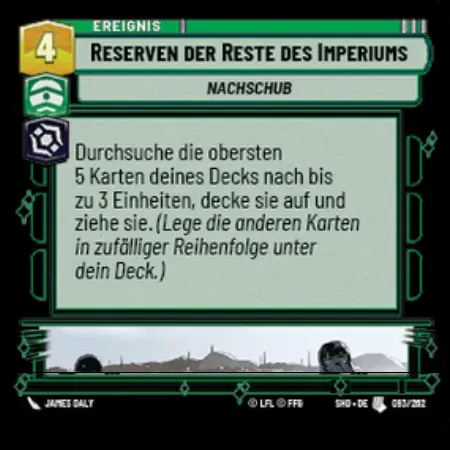 EREIGNIS
4
RESERVEN DER RESTE DES IMPERIUMS
NACHSCHUB
Durchsuche die obersten
5 Karten deines Decks nach bis
zu 3 Einheiten, decke sie auf und
ziehe sie. (Lege die anderen Karten
in zufälliger Reihenfolge unter
dein Deck.)
JAMES DALY
© LFL © FFG
SHD • DE
093/262